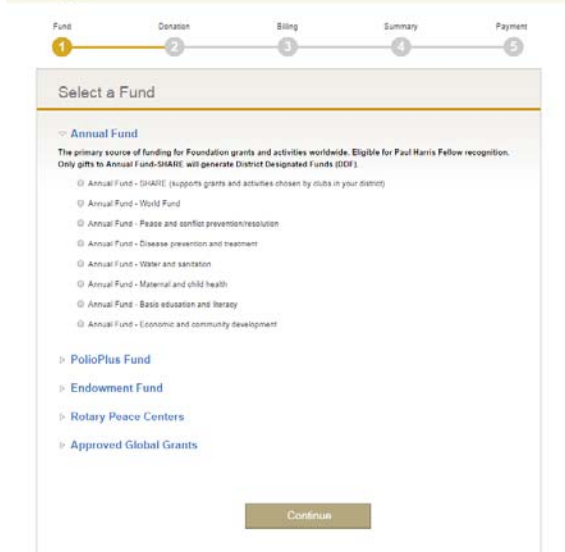 Fund Donation Billing Summary Payment
1 2 3 4 5
Select a Fund
Annual Fund
The primary source of funding for Foundation grants and activities worldwide. Eligible for Paul Harris Fellow recognition.
Only gifts to Annual Fund-SHARE will generate District Designated Funds (DDF).
Annual Fund - SHARE (supports grants and activities chosen by clubs in your district)
Annual Fund - World Fund
Annual Fund - Peace and conflict prevention/resolution
Annual Fund - Disease prevention and treatment
Annual Fund - Water and sanitation
Annual Fund - Maternal and child health
Annual Fund - Basic education and literacy
Annual Fund - Economic and community development
PolioPlus Fund
Endowment Fund
Rotary Peace Centers
Approved Global Grants
Continue